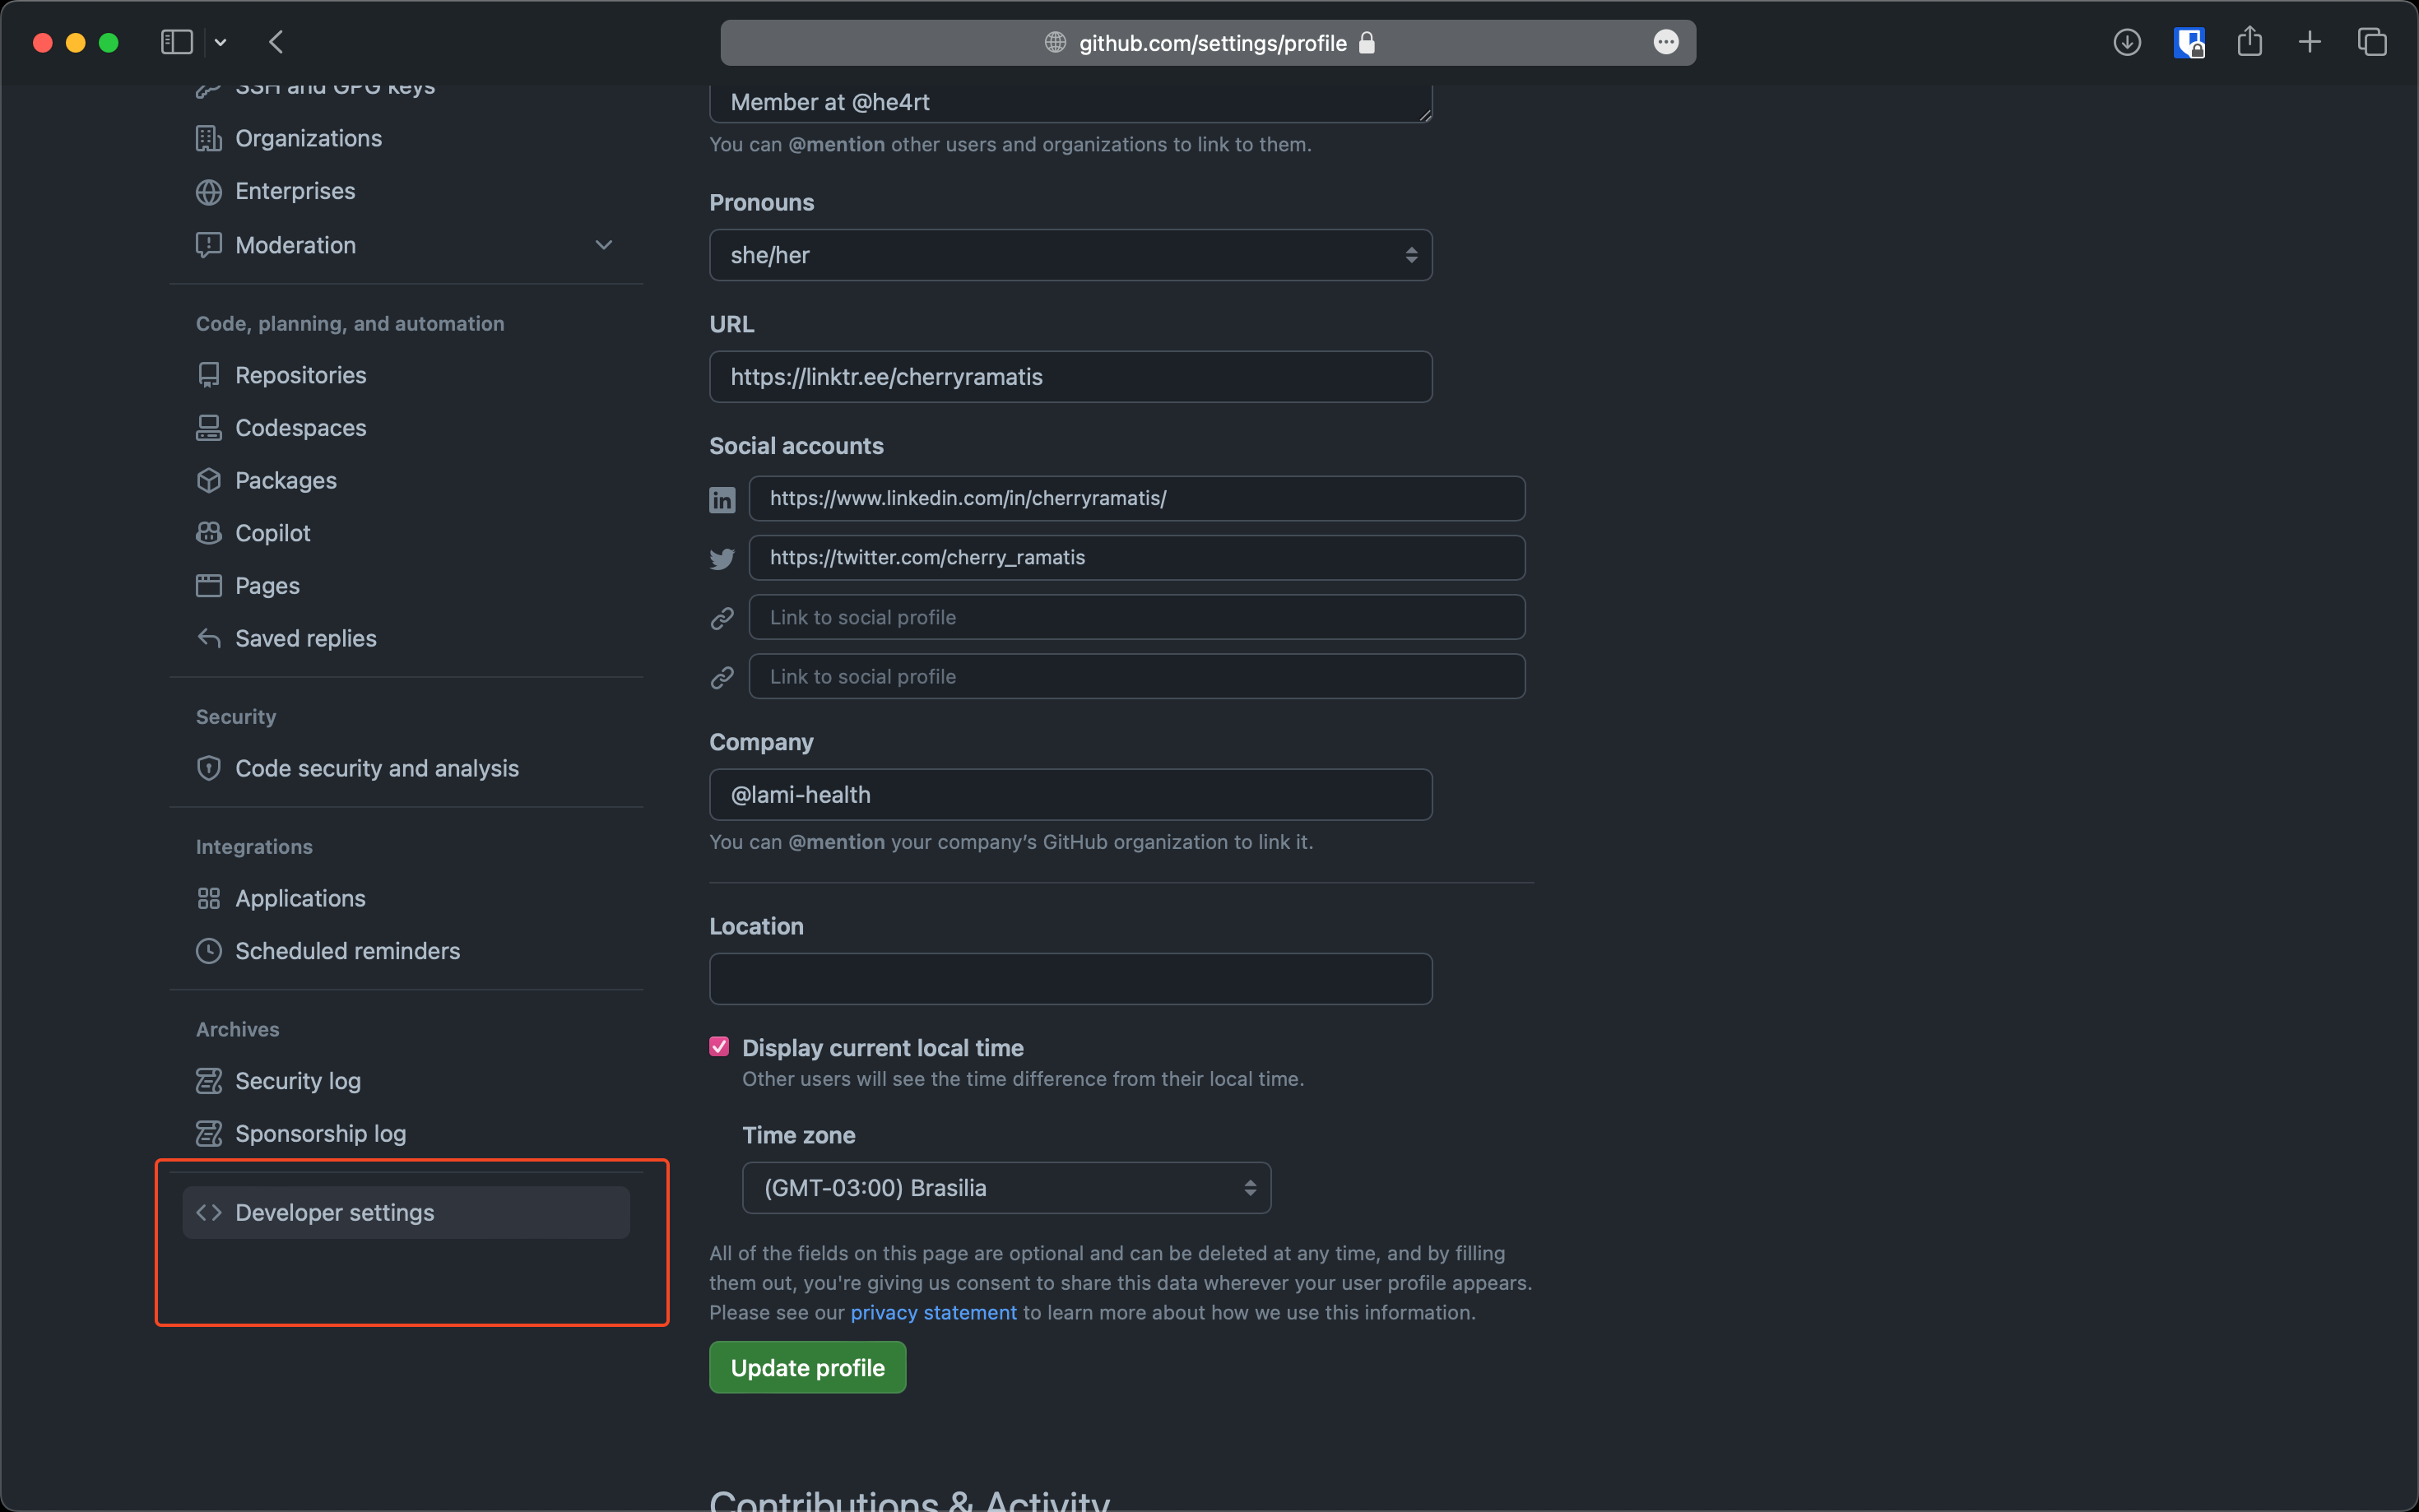 github.com/settings/profile
SSH and GPG keys
Organizations
Enterprises
Moderation
Code, planning, and automation
Repositories
Codespaces
Packages
Copilot
Pages
Saved replies
Security
Code security and analysis
Integrations
Applications
Scheduled reminders
Archives
Security log
Sponsorship log
Developer settings
Member at @he4rt
You can @mention other users and organizations to link to them.
Pronouns
she/her
URL
https://linktr.ee/cherryramatis
Social accounts
https://www.linkedin.com/in/cherryramatis/
https://twitter.com/cherry_ramatis
Link to social profile
Link to social profile
Company
@lami-health
You can @mention your company’s GitHub organization to link it.
Location
Display current local time
Other users will see the time difference from their local time.
Time zone
(GMT-03:00) Brasilia
All of the fields on this page are optional and can be deleted at any time, and by filling
them out, you're giving us consent to share this data wherever your user profile appears.
Please see our privacy statement to learn more about how we use this information.
Update profile
Contributions & Activity